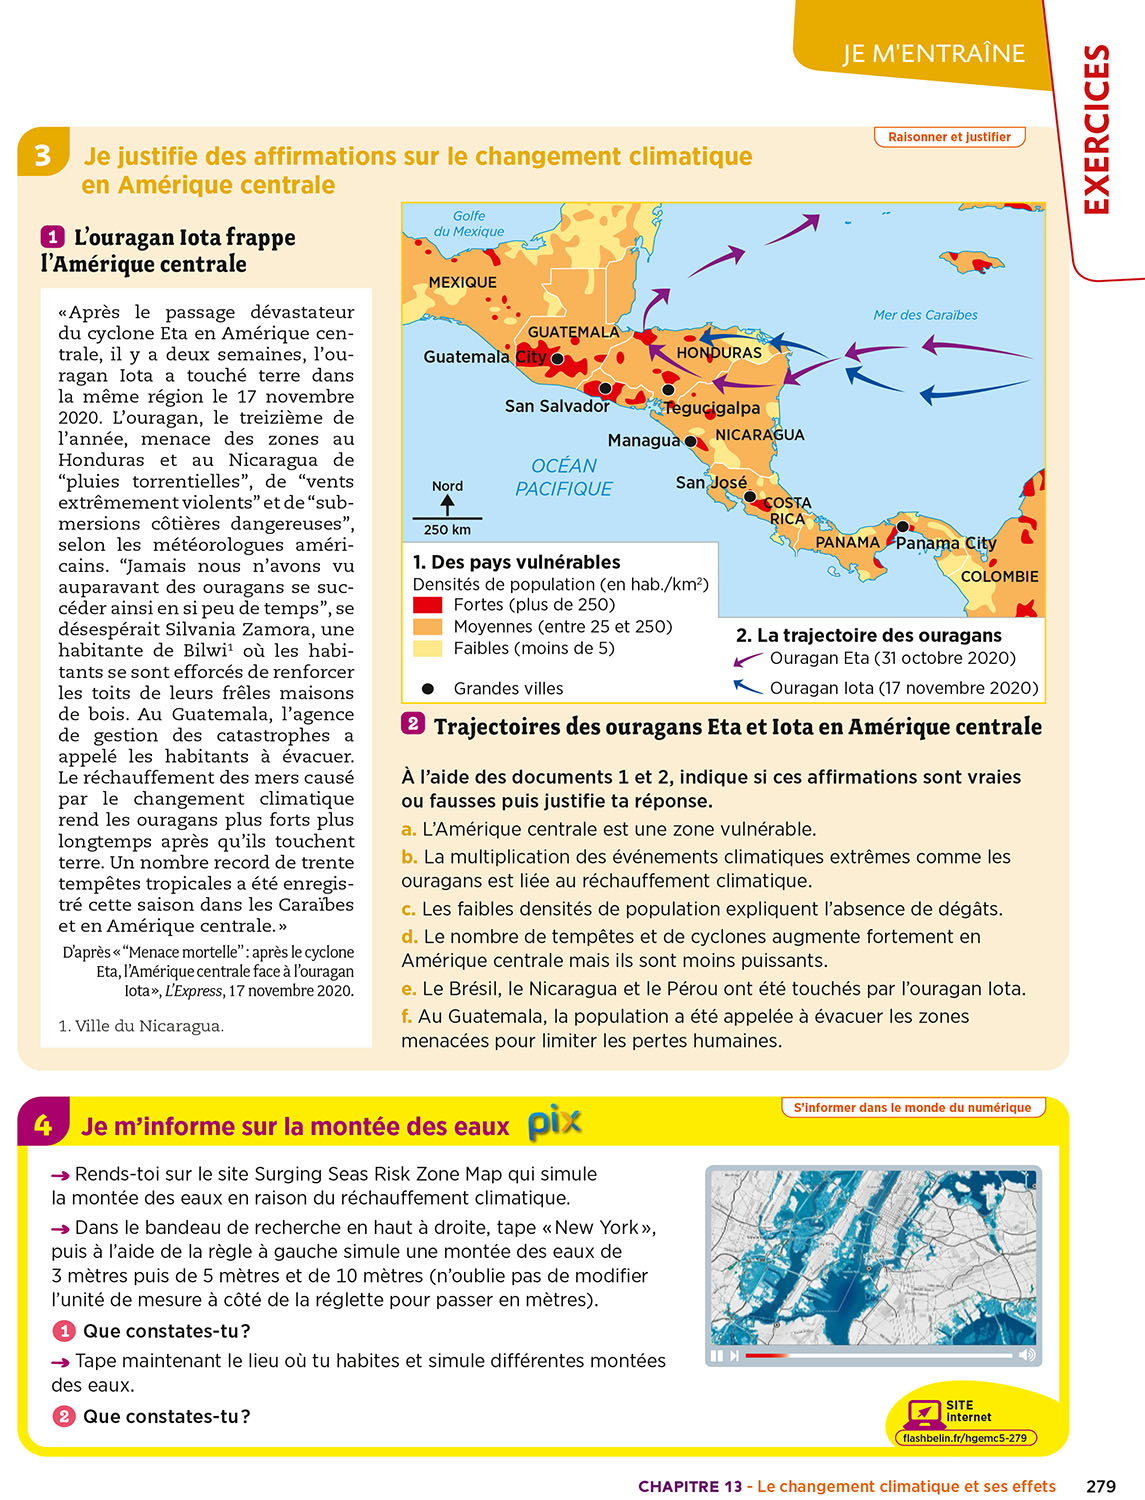 JE M'ENTRAÎNE
EXERCICES
3
Raisonner et justifier
Je justifie des affirmations sur le changement climatique
en Amérique centrale
1 L'ouragan Iota frappe
l'Amérique centrale
« Après le passage dévastateur
du cyclone Eta en Amérique cen-
trale, il y a deux semaines, l'ou-
ragan Iota a touché terre dans
la même région le 17 novembre
2020. L'ouragan, le treizième de
l'année, menace des zones au
Honduras et au Nicaragua de
“pluies torrentielles”, de “vents
extrêmement violents” et de “sub-
mersions côtières dangereuses”,
selon les météorologues améri-
cains. “Jamais nous n'avons vu
auparavant des ouragans se suc-
céder ainsi en si peu de temps”, se
désespérait Silvania Zamora, une
habitante de Bilwi¹ où les habi-
tants se sont efforcés de renforcer
les toits de leurs frêles maisons
de bois. Au Guatemala, l'agence
de gestion des catastrophes a
appelé les habitants à évacuer.
Le réchauffement des mers causé
par le changement climatique
rend les ouragans plus forts plus
longtemps après qu'ils touchent
terre. Un nombre record de trente
tempêtes tropicales a été enregis-
tré cette saison dans les Caraïbes
et en Amérique centrale. »
D'après « “Menace mortelle” : après le cyclone
Eta, l'Amérique centrale face à l'ouragan
Iota », L'Express, 17 novembre 2020.
1. Ville du Nicaragua.
Golfe
du Mexique
MEXIQUE
Mer des Caraïbes
GUATEMALA
Guatemala City
HONDURAS
San Salvador
Tegucigalpa
Managua
NICARAGUA
OCÉAN
PACIFIQUE
San José
Nord
250 km
COSTA
RICA
PANAMA
Panama City
COLOMBIE
1. Des pays vulnérables
Densités de population (en hab./km²)
Fortes (plus de 250)
Moyennes (entre 25 et 250)
Faibles (moins de 5)
Grandes villes
2. La trajectoire des ouragans
Ouragan Eta (31 octobre 2020)
Ouragan Iota (17 novembre 2020)
2 Trajectoires des ouragans Eta et Iota en Amérique centrale
À l'aide des documents 1 et 2, indique si ces affirmations sont vraies
ou fausses puis justifie ta réponse.
a. L'Amérique centrale est une zone vulnérable.
b. La multiplication des événements climatiques extrêmes comme les
ouragans est liée au réchauffement climatique.
c. Les faibles densités de population expliquent l'absence de dégâts.
d. Le nombre de tempêtes et de cyclones augmente fortement en
Amérique centrale mais ils sont moins puissants.
e. Le Brésil, le Nicaragua et le Pérou ont été touchés par l'ouragan Iota.
f. Au Guatemala, la population a été appelée à évacuer les zones
menacées pour limiter les pertes humaines.
4
S'informer dans le monde du numérique
Je m'informe sur la montée des eaux pix
→ Rends-toi sur le site Surging Seas Risk Zone Map qui simule
la montée des eaux en raison du réchauffement climatique.
→ Dans le bandeau de recherche en haut à droite, tape « New York »,
puis à l'aide de la règle à gauche simule une montée des eaux de
3 mètres puis de 5 mètres et de 10 mètres (n'oublie pas de modifier
l'unité de mesure à côté de la réglette pour passer en mètres).
1 Que constates-tu ?
→ Tape maintenant le lieu où tu habites et simule différentes montées
des eaux.
2 Que constates-tu ?
SITE
internet
flashbelin.fr/hgemc5-279
CHAPITRE 13 - Le changement climatique et ses effets 279